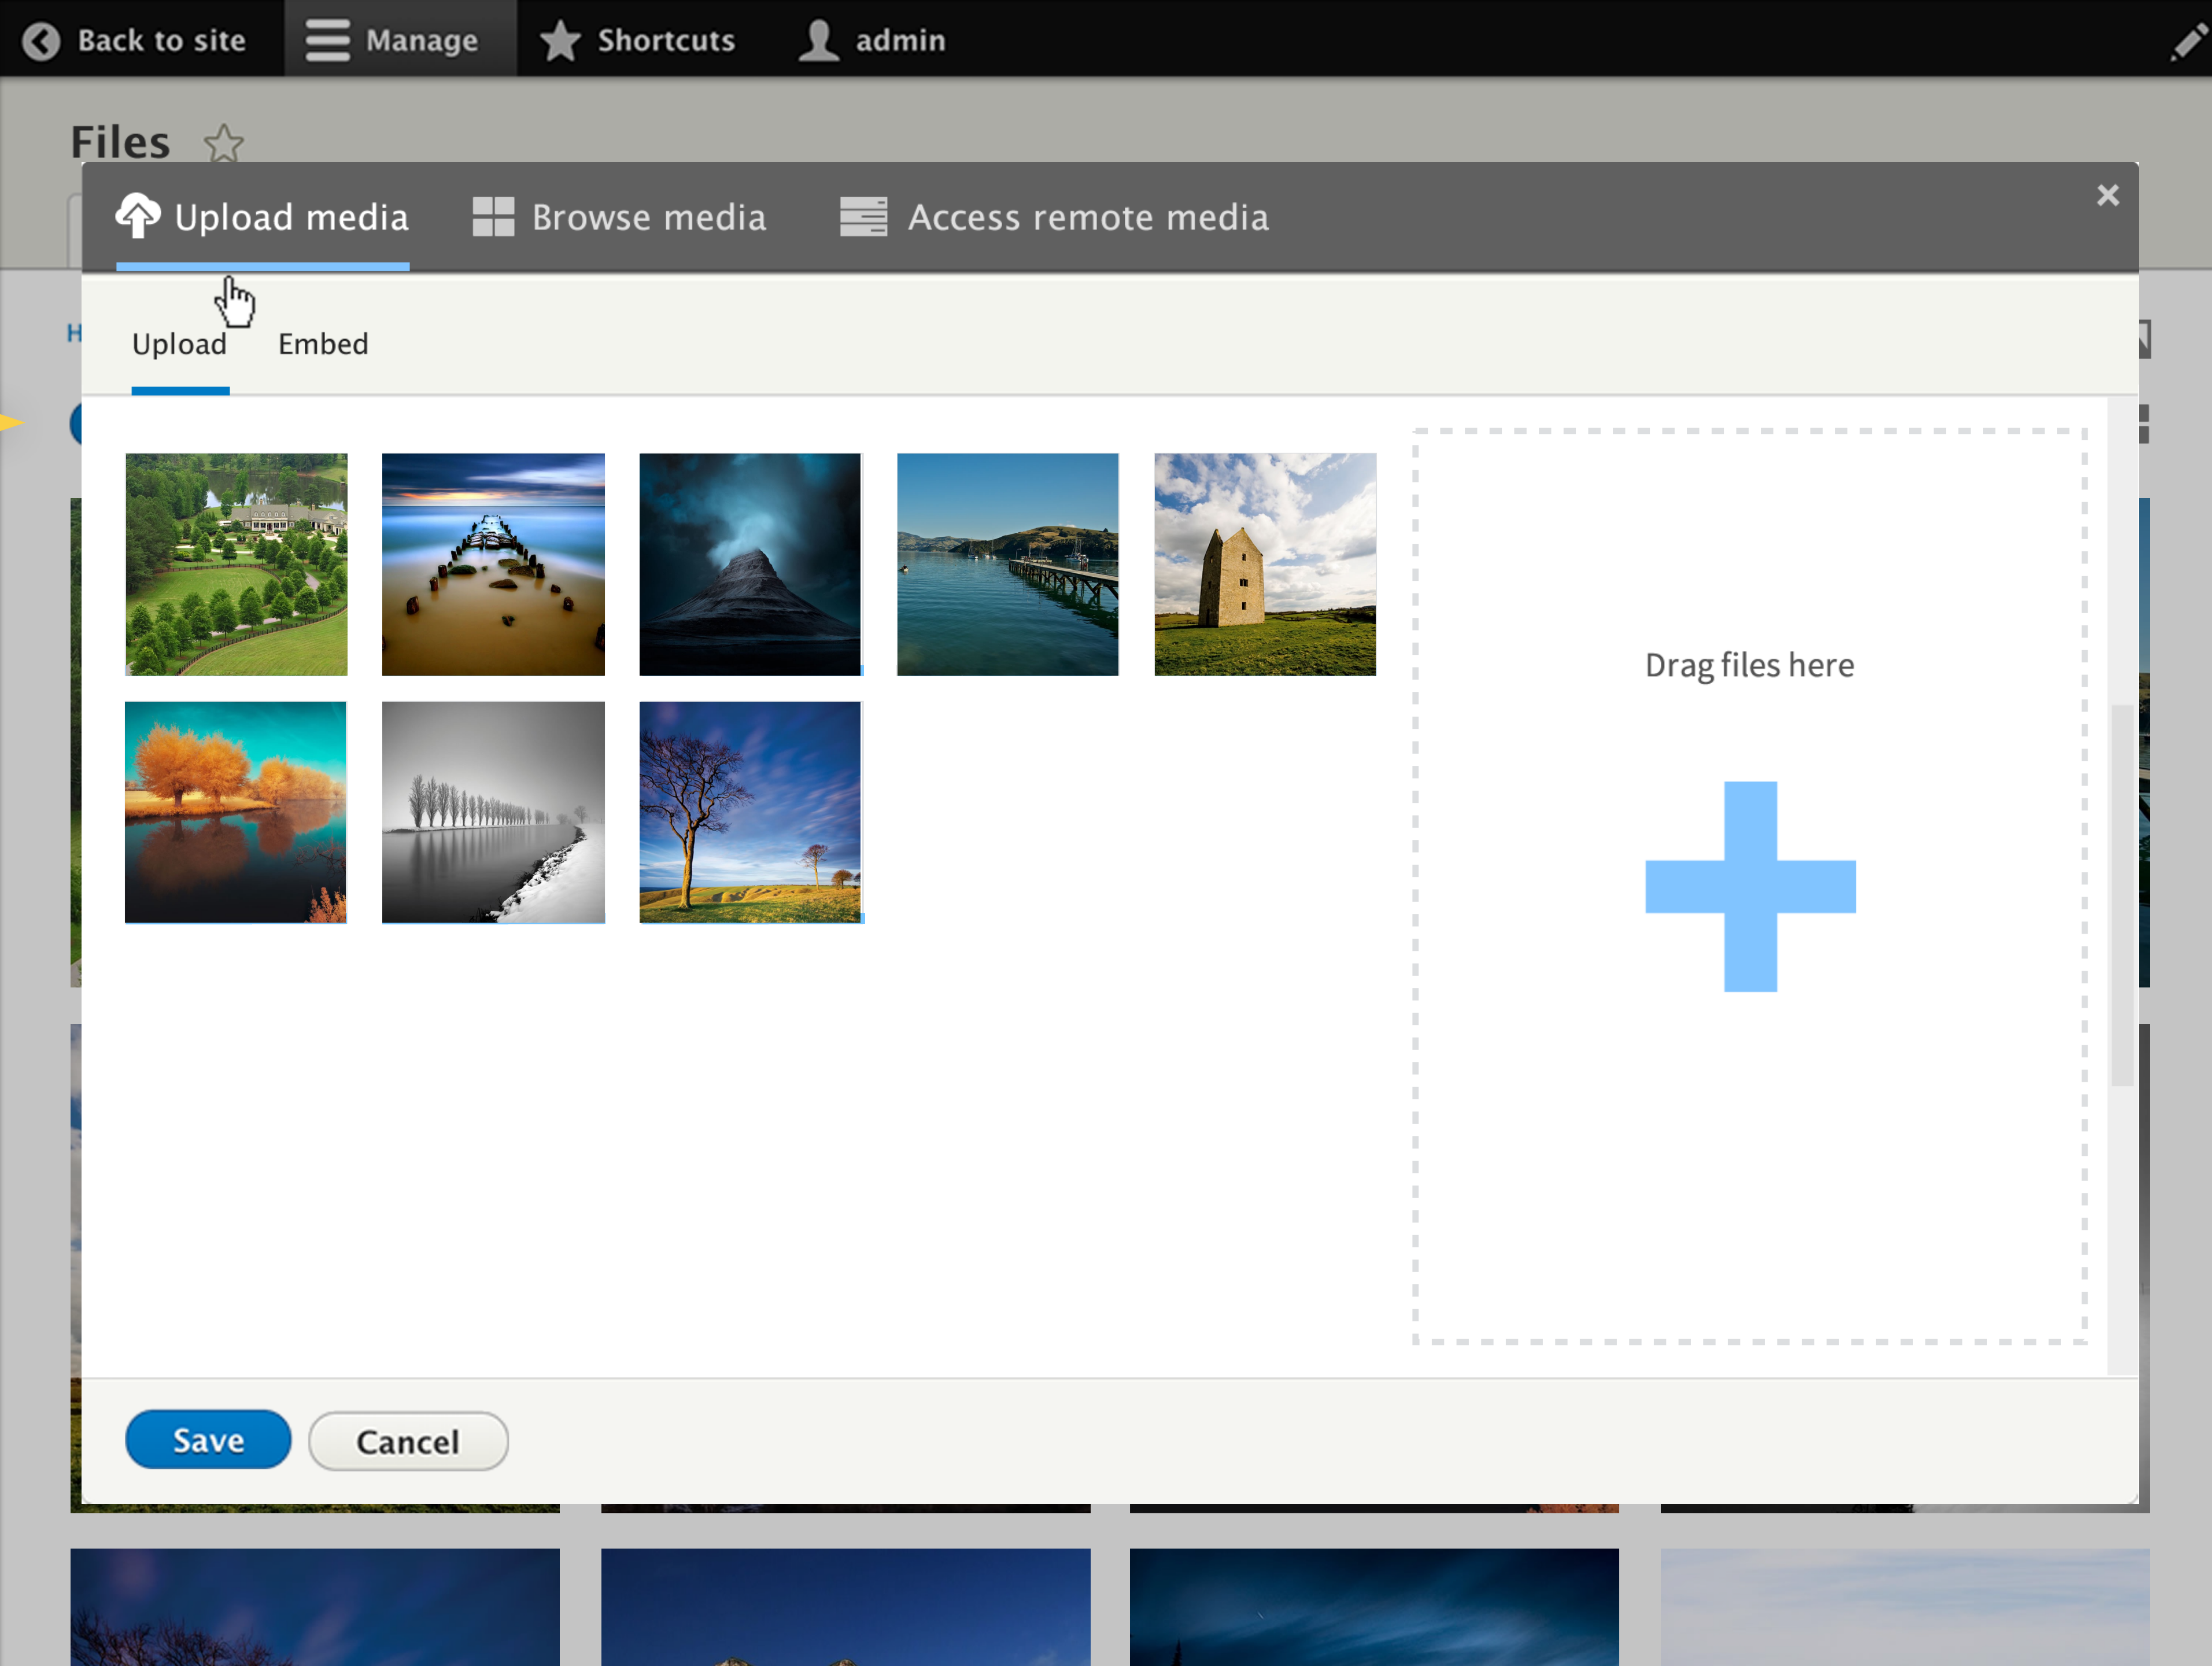 Back to site Manage Shortcuts admin
Files
Upload media Browse media Access remote media
Upload Embed
Drag files here
Save Cancel